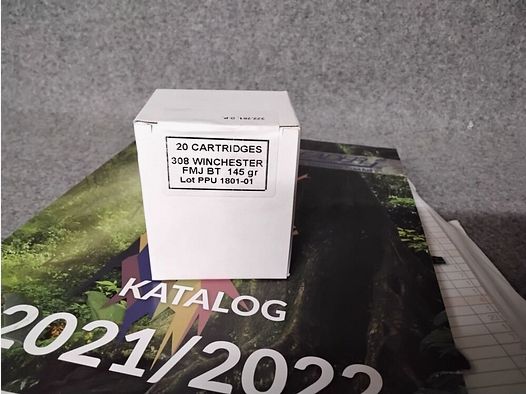 20 CARTRIDGES
308 WINCHESTER
FMJ BT 145 gr
Lot PPU 1801-01
KATALOG
2021/2022